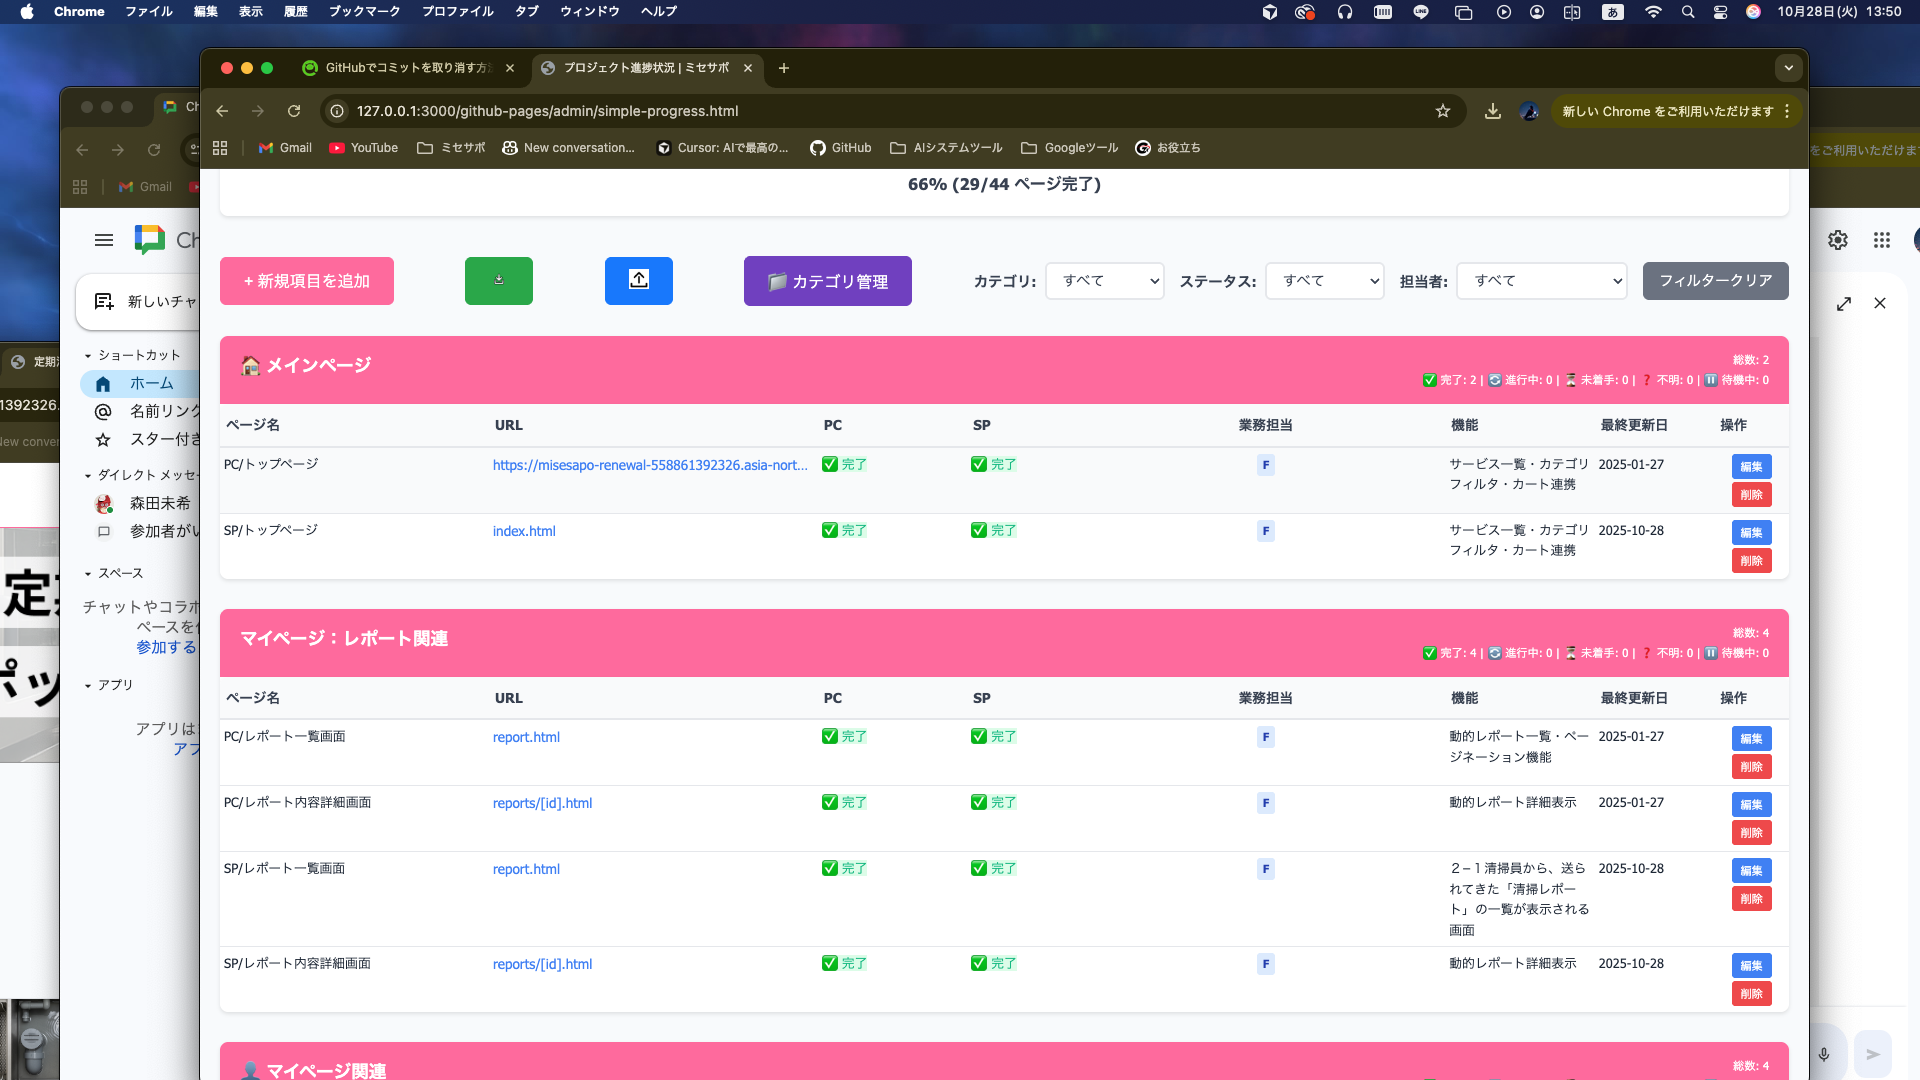 Chrome ファイル 編集 表示 履歴 ブックマーク プロファイル タブ ウィンドウ ヘルプ
あ 10月28日(火) 13:50
GitHubでコミットを取り消す方
プロジェクト進捗状況 | ミセサポ
127.0.0.1:3000/github-pages/admin/simple-progress.html
新しい Chrome をご利用いただけます
Gmail YouTube ミセサポ New conversation... Cursor: AIで最高の... GitHub AIシステムツール Googleツール お役立ち
66% (29/44 ページ完了)
+ 新規項目を追加
カテゴリ管理
カテゴリ: すべて ステータス: すべて 担当者: すべて フィルタークリア
メインページ
総数: 2
完了: 2 | 進行中: 0 | 未着手: 0 | 不明: 0 | 待機中: 0
ページ名 URL PC SP 業務担当 機能 最終更新日 操作
PC/トップページ https://misesapo-renewal-558861392326.asia-nort... 完了 完了 F サービス一覧・カテゴリ 2025-01-27 編集
フィルタ・カート連携 削除
SP/トップページ index.html 完了 完了 F サービス一覧・カテゴリ 2025-10-28 編集
フィルタ・カート連携 削除
マイページ：レポート関連
総数: 4
完了: 4 | 進行中: 0 | 未着手: 0 | 不明: 0 | 待機中: 0
ページ名 URL PC SP 業務担当 機能 最終更新日 操作
PC/レポート一覧画面 report.html 完了 完了 F 動的レポート一覧・ペー 2025-01-27 編集
ジネーション機能 削除
PC/レポート内容詳細画面 reports/[id].html 完了 完了 F 動的レポート詳細表示 2025-01-27 編集
削除
SP/レポート一覧画面 report.html 完了 完了 F ２−１清掃員から、送ら 2025-10-28 編集
れてきた「清掃レポー 削除
ト」の一覧が表示される
画面
SP/レポート内容詳細画面 reports/[id].html 完了 完了 F 動的レポート詳細表示 2025-10-28 編集
削除
マイページ関連
総数: 4
Ch
Gmail
をご利用いただけま
Ch
新しいチャ
ショートカット
ホーム
名前リンク
スター付き
ダイレクト メッセー
森田未希
参加者がい
スペース
チャットやコラボ
ペースを
参加する
アプリ
アプリは
アプ
定期
1392326.
New conver
定期
ポッ